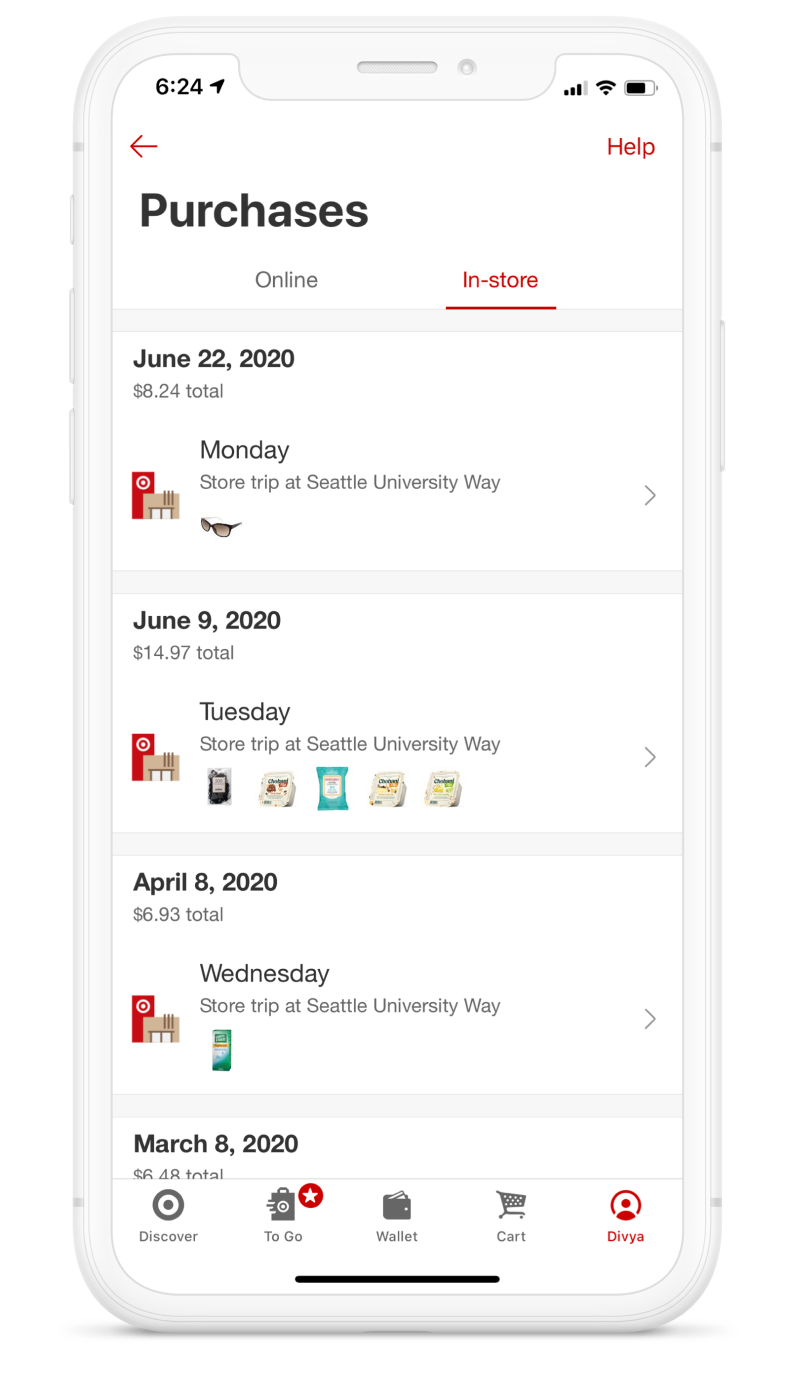 6:24
Help
Purchases
Online
In-store
June 22, 2020
$8.24 total
Monday
Store trip at Seattle University Way
June 9, 2020
$14.97 total
Tuesday
Store trip at Seattle University Way
Chobani
Chobani
Chobani
April 8, 2020
$6.93 total
Wednesday
Store trip at Seattle University Way
March 8, 2020
$6.48 total
Discover
To Go
Wallet
Cart
Divya